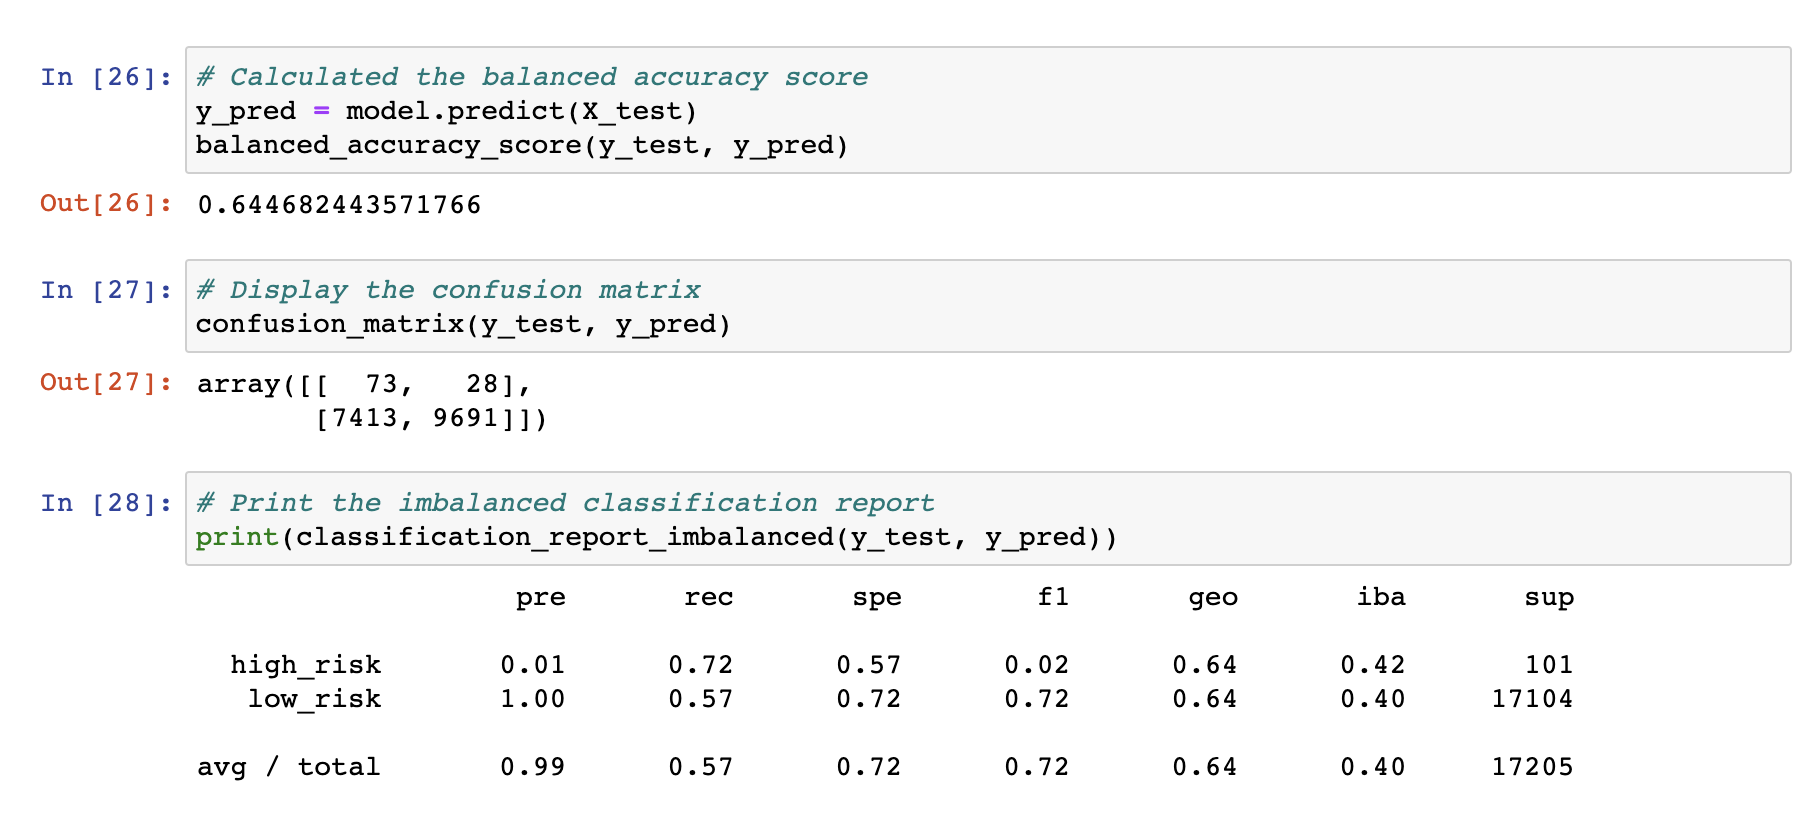 In [26]: # Calculated the balanced accuracy score
y_pred = model.predict(X_test)
balanced_accuracy_score(y_test, y_pred)
Out[26]: 0.644682443571766
In [27]: # Display the confusion matrix
confusion_matrix(y_test, y_pred)
Out[27]: array([[  73,   28],
       [7413, 9691]])
In [28]: # Print the imbalanced classification report
print(classification_report_imbalanced(y_test, y_pred))
pre rec spe f1 geo iba sup
high_risk 0.01 0.72 0.57 0.02 0.64 0.42 101
low_risk 1.00 0.57 0.72 0.72 0.64 0.40 17104
avg / total 0.99 0.57 0.72 0.72 0.64 0.40 17205